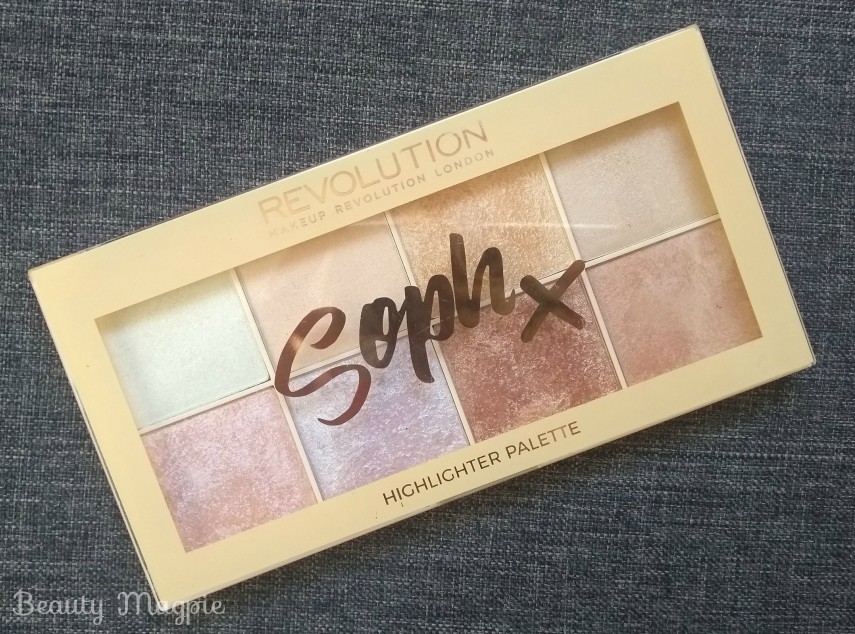 REVOLUTION
MAKEUP REVOLUTION LONDON
Soph x
HIGHLIGHTER PALETTE
Beauty Magpie